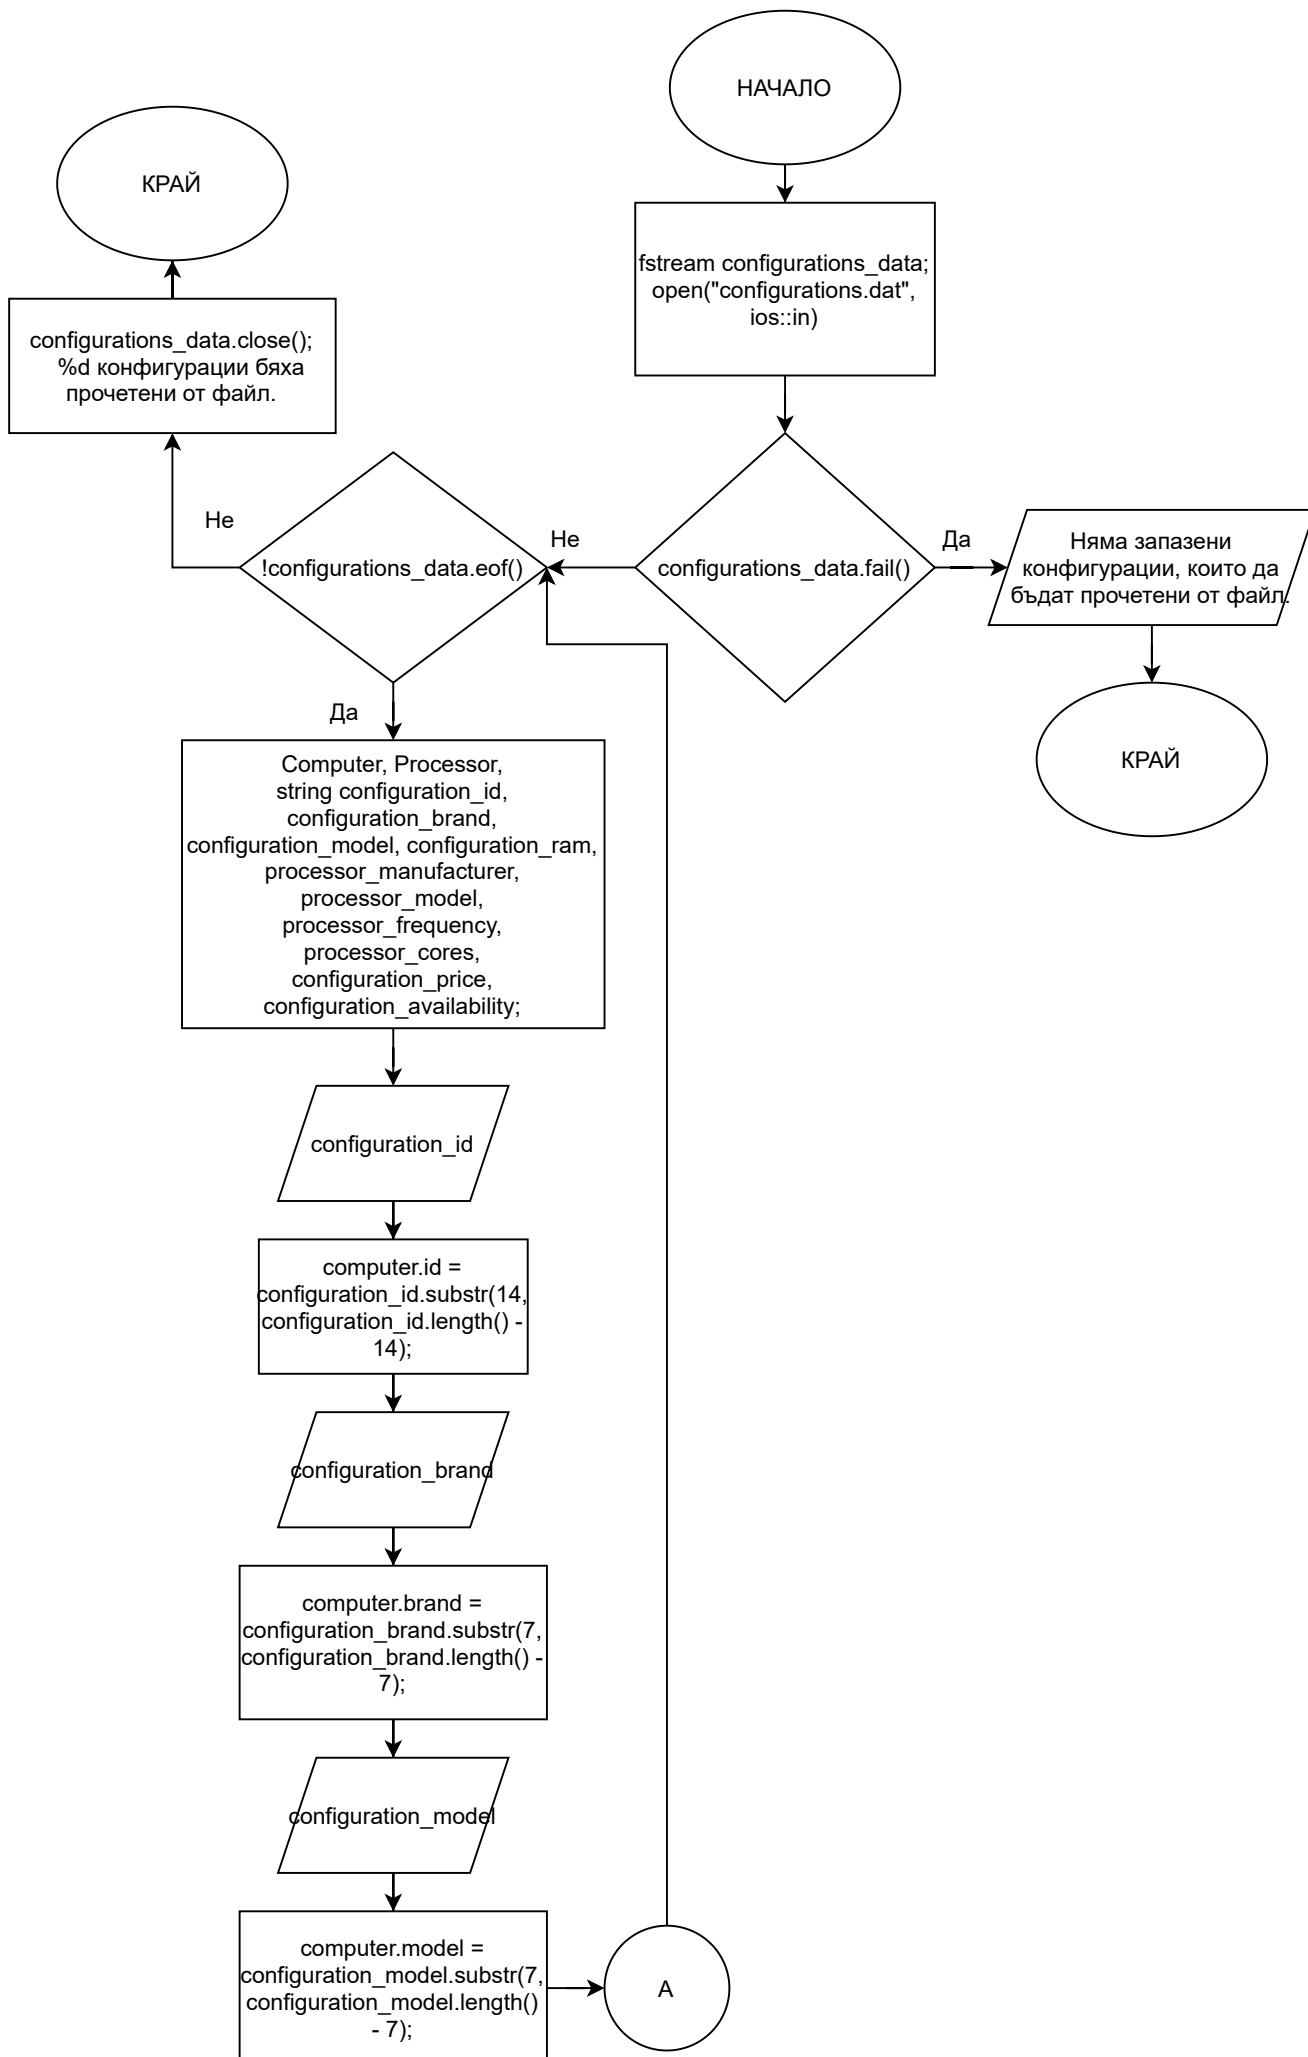 НАЧАЛО
КРАЙ
fstream configurations_data;
open("configurations.dat",
ios::in)
configurations_data.close();
%d конфигурации бяха
прочетени от файл.
Не
!configurations_data.eof()
Не
configurations_data.fail()
Да
Няма запазени
конфигурации, които да
бъдат прочетени от файл.
КРАЙ
Да
Computer, Processor,
string configuration_id,
configuration_brand,
configuration_model, configuration_ram,
processor_manufacturer,
processor_model,
processor_frequency,
processor_cores,
configuration_price,
configuration_availability;
configuration_id
computer.id =
configuration_id.substr(14,
configuration_id.length() -
14);
configuration_brand
computer.brand =
configuration_brand.substr(7,
configuration_brand.length() -
7);
configuration_model
computer.model =
configuration_model.substr(7,
configuration_model.length()
- 7);
A